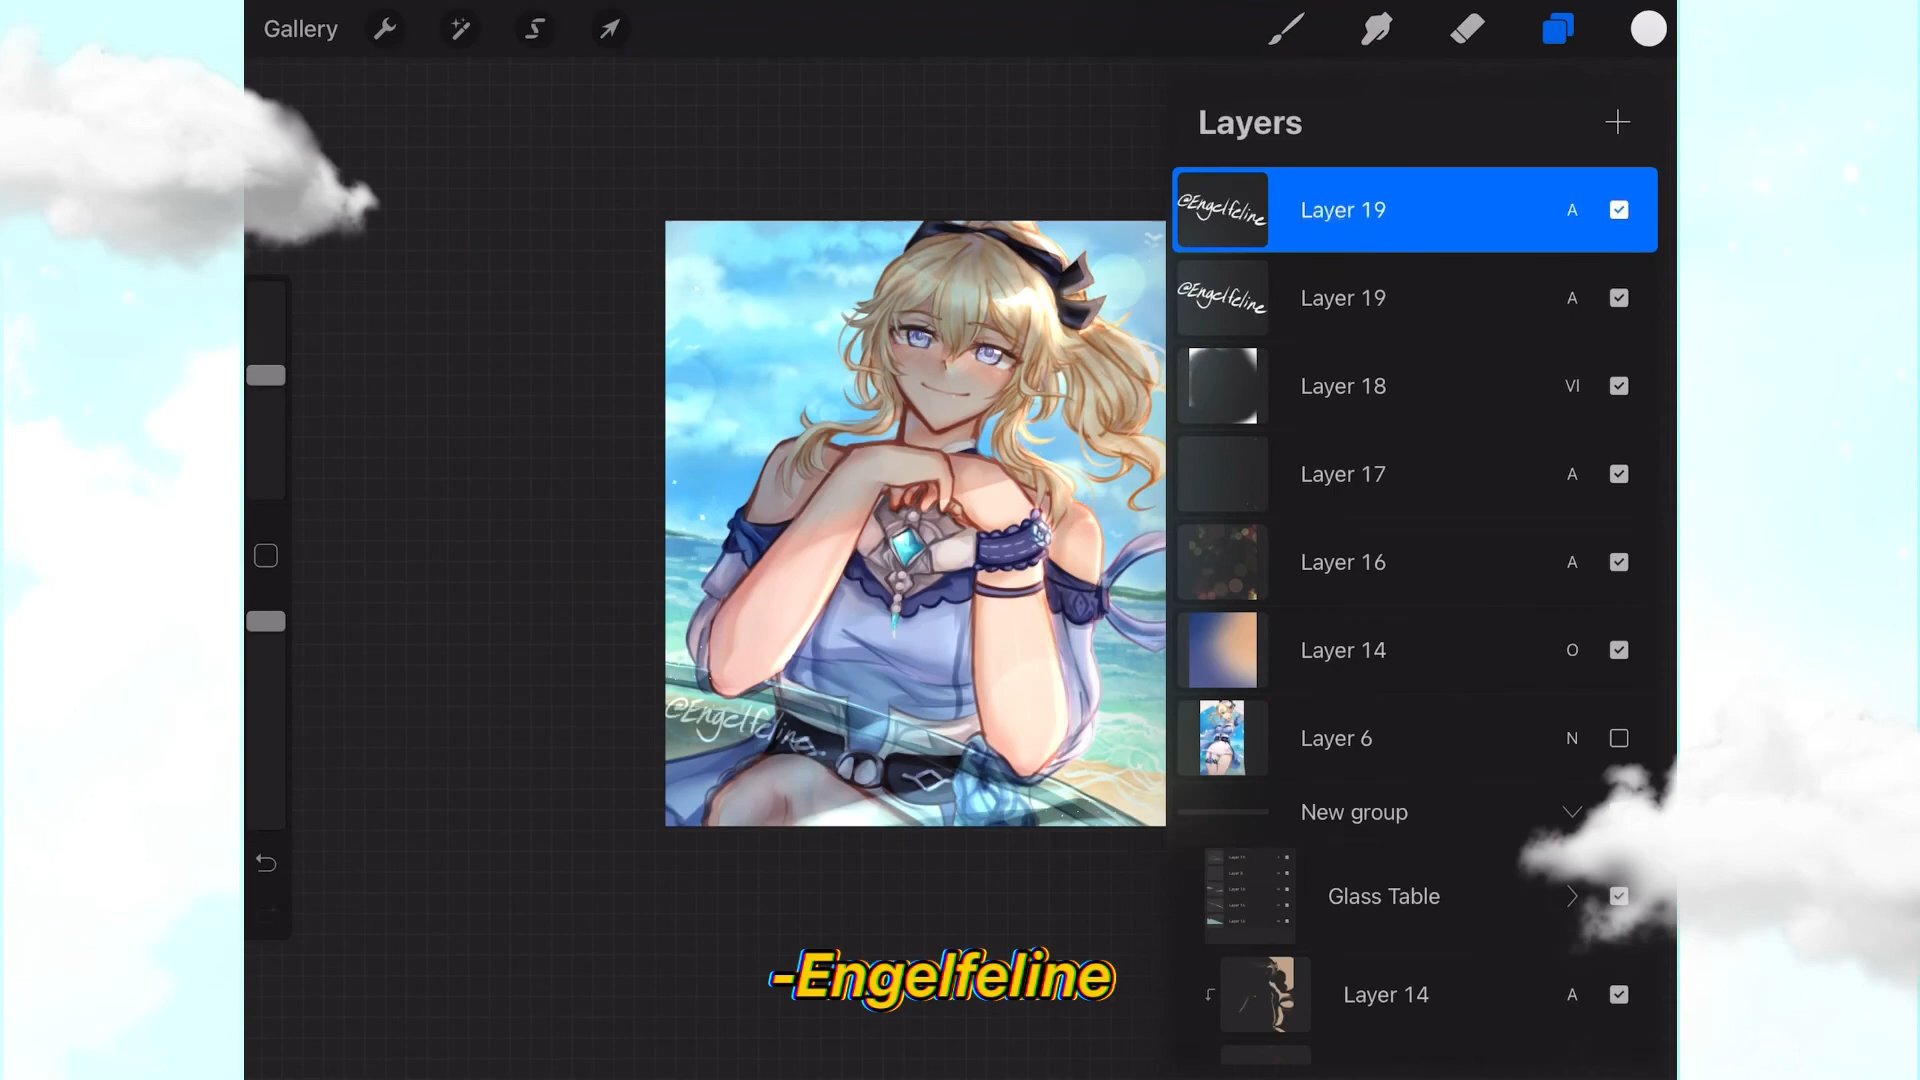 Gallery
Layers
@Engelfeline
Layer 19
A
@Engelfeline
Layer 19
A
Layer 18
VI
Layer 17
A
Layer 16
A
Layer 14
O
Layer 6
N
New group
Glass Table
Layer 14
A
@Engelfeline
-Engelfeline